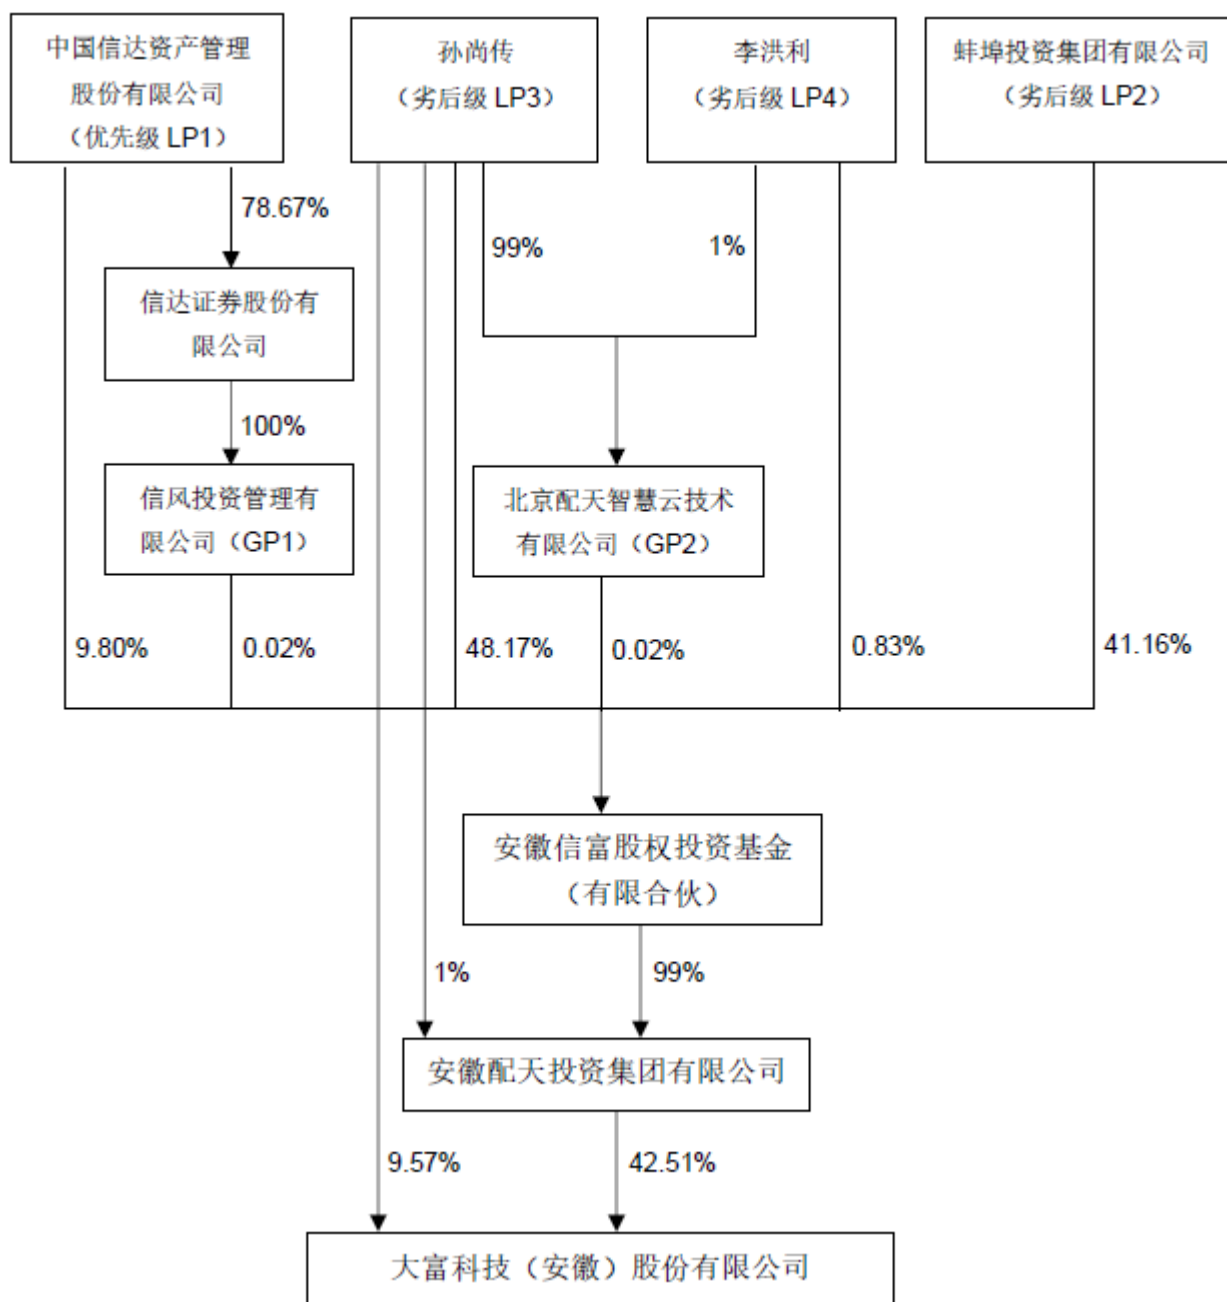 中国信达资产管理
股份有限公司
（优先级 LP1）
孙尚传
（劣后级 LP3）
李洪利
（劣后级 LP4）
蚌埠投资集团有限公司
（劣后级 LP2）
78.67%
99%
1%
信达证券股份有
限公司
100%
信风投资管理有
限公司（GP1）
北京配天智慧云技术
有限公司（GP2）
9.80%
0.02%
48.17%
0.02%
0.83%
41.16%
安徽信富股权投资基金
（有限合伙）
1%
99%
安徽配天投资集团有限公司
9.57%
42.51%
大富科技（安徽）股份有限公司